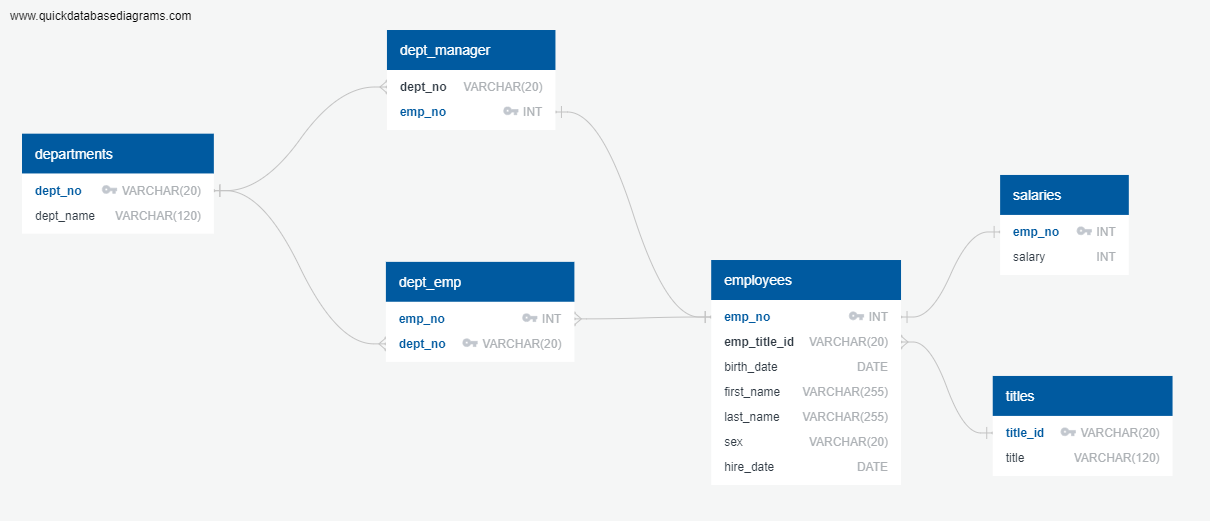 www.quickdatabasediagrams.com
dept_manager
dept_no VARCHAR(20)
emp_no INT
departments
dept_no VARCHAR(20)
dept_name VARCHAR(120)
dept_emp
emp_no INT
dept_no VARCHAR(20)
employees
emp_no INT
emp_title_id VARCHAR(20)
birth_date DATE
first_name VARCHAR(255)
last_name VARCHAR(255)
sex VARCHAR(20)
hire_date DATE
salaries
emp_no INT
salary INT
titles
title_id VARCHAR(20)
title VARCHAR(120)